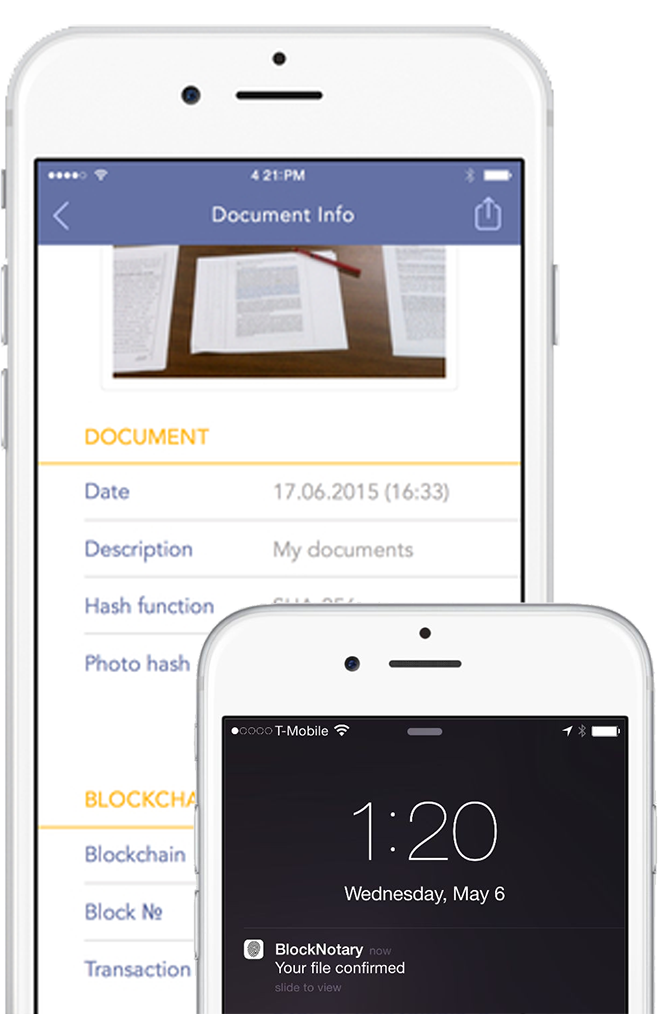 4 21:PM
Document Info
DOCUMENT
Date 17.06.2015 (16:33)
Description My documents
Hash function
Photo hash
BLOCKCHA
Blockchain
Block №
Transaction
T-Mobile
1:20
Wednesday, May 6
BlockNotary now
Your file confirmed
slide to view